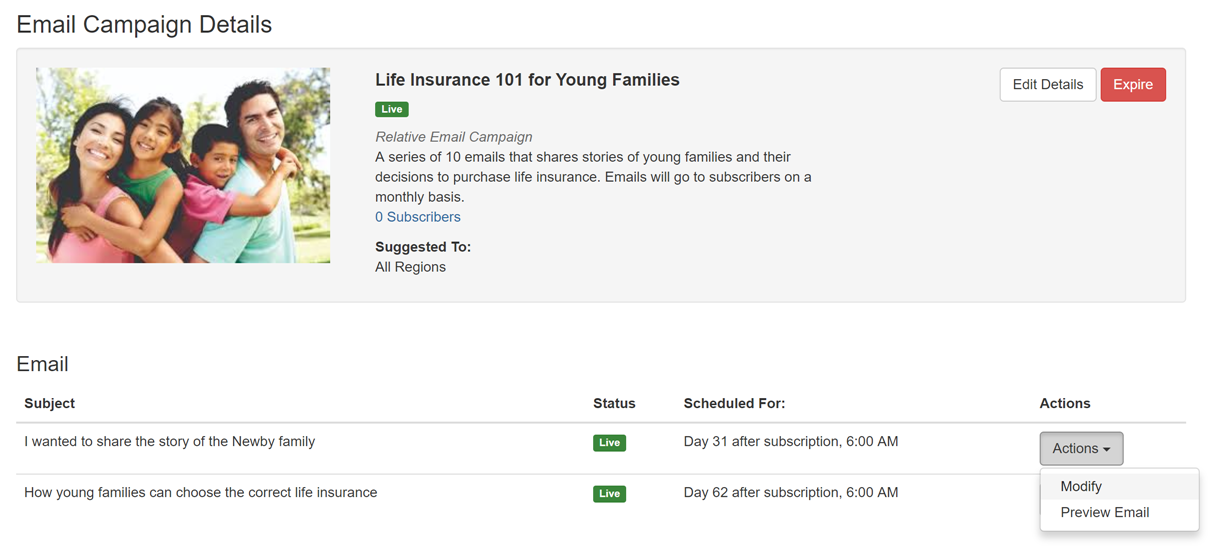 Email Campaign Details
Life Insurance 101 for Young Families
Edit Details
Expire
Live
Relative Email Campaign
A series of 10 emails that shares stories of young families and their
decisions to purchase life insurance. Emails will go to subscribers on a
monthly basis.
0 Subscribers
Suggested To:
All Regions
Email
Subject Status Scheduled For: Actions
I wanted to share the story of the Newby family Live Day 31 after subscription, 6:00 AM Actions
How young families can choose the correct life insurance Live Day 62 after subscription, 6:00 AM
Modify
Preview Email